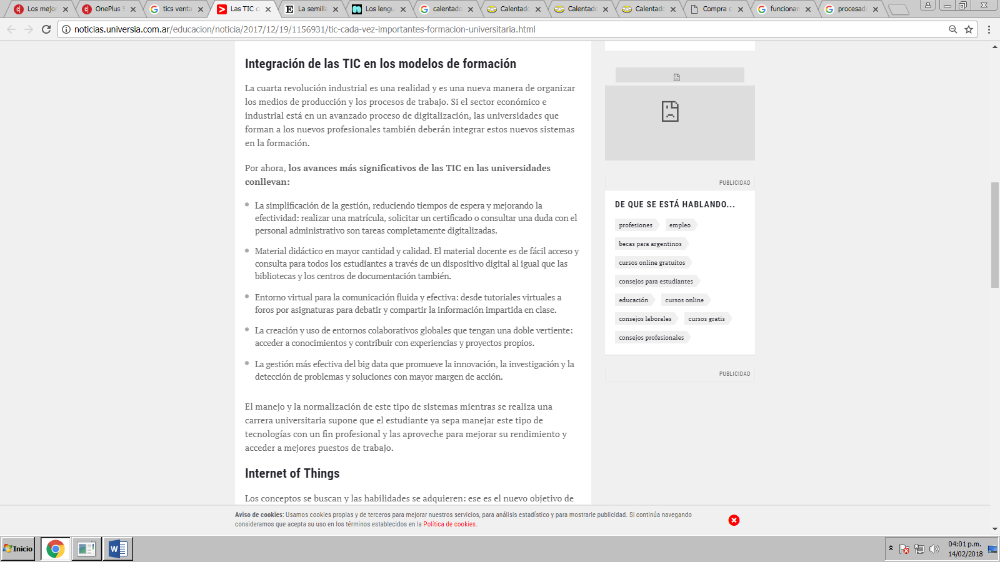 Los mejor
OnePlus 5
tics venta
Las TIC c
La semilla
Los lengu
calentado
Calentado
Calentado
Calentado
Compra c
funcionar
procesado
noticias.universia.com.ar/educacion/noticia/2017/12/19/1156931/tic-cada-vez-importantes-formacion-universitaria.html
Integración de las TIC en los modelos de formación
La cuarta revolución industrial es una realidad y es una nueva manera de organizar
los medios de producción y los procesos de trabajo. Si el sector económico e
industrial está en un avanzado proceso de digitalización, las universidades que
forman a los nuevos profesionales también deberán integrar estos nuevos sistemas
en la formación.
Por ahora, los avances más significativos de las TIC en las universidades
conllevan:
La simplificación de la gestión, reduciendo tiempos de espera y mejorando la
efectividad: realizar una matrícula, solicitar un certificado o consultar una duda con el
personal administrativo son tareas completamente digitalizadas.
Material didáctico en mayor cantidad y calidad. El material docente es de fácil acceso y
consulta para todos los estudiantes a través de un dispositivo digital al igual que las
bibliotecas y los centros de documentación también.
Entorno virtual para la comunicación fluida y efectiva: desde tutoriales virtuales a
foros por asignaturas para debatir y compartir la información impartida en clase.
La creación y uso de entornos colaborativos globales que tengan una doble vertiente:
acceder a conocimientos y contribuir con experiencias y proyectos propios.
La gestión más efectiva del big data que promueve la innovación, la investigación y la
detección de problemas y soluciones con mayor margen de acción.
El manejo y la normalización de este tipo de sistemas mientras se realiza una
carrera universitaria supone que el estudiante ya sepa manejar este tipo de
tecnologías con un fin profesional y las aproveche para mejorar su rendimiento y
acceder a mejores puestos de trabajo.
Internet of Things
Los conceptos se buscan y las habilidades se adquieren: ese es el nuevo objetivo de
PUBLICIDAD
DE QUE SE ESTÁ HABLANDO...
profesiones
empleo
becas para argentinos
cursos online gratuitos
consejos para estudiantes
educación
cursos online
consejos laborales
cursos gratis
consejos profesionales
PUBLICIDAD
Aviso de cookies: Usamos cookies propias y de terceros para mejorar nuestros servicios, para análisis estadístico y para mostrarle publicidad. Si continúa navegando
consideramos que acepta su uso en los términos establecidos en la Política de cookies.
Inicio
04:01 p.m.
14/02/2018